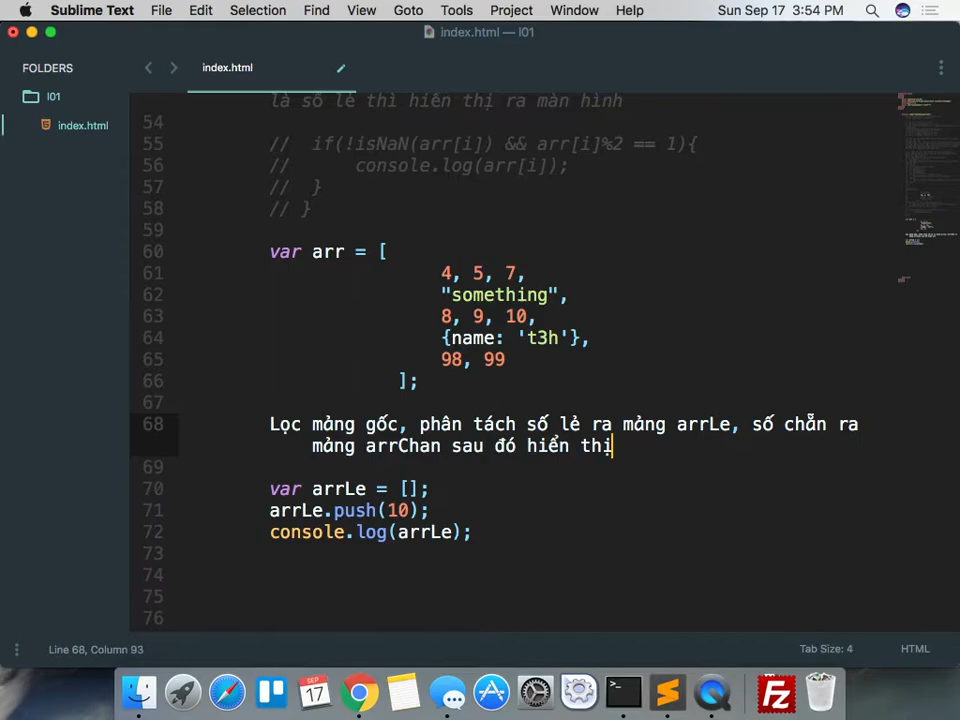 Sublime Text File Edit Selection Find View Goto Tools Project Window Help Sun Sep 17 3:54 PM
index.html — l01
FOLDERS
l01
index.html
index.html
là số lẻ thì hiên thị ra màn hình
54
55 // if(!isNaN(arr[i]) && arr[i]%2 == 1){
56 // console.log(arr[i]);
57 // }
58 // }
59
60 var arr = [
61 4, 5, 7,
62 "something",
63 8, 9, 10,
64 {name: 't3h'},
65 98, 99
66 ];
67
68 Lọc mảng gốc, phân tách số lẻ ra mảng arrLe, số chẵn ra
mảng arrChan sau đó hiển thị
69
70 var arrLe = [];
71 arrLe.push(10);
72 console.log(arrLe);
73
74
75
76
Line 68, Column 93 Tab Size: 4 HTML
SEP
17